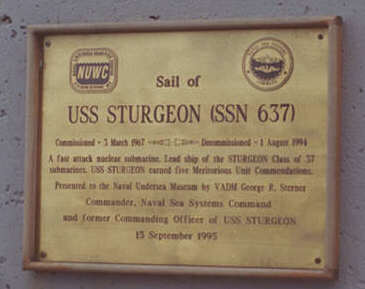 NUWC
Sail of
USS STURGEON (SSN 637)
Commissioned - 3 March 1967 Decommissioned - 1 August 1994
A fast attack nuclear submarine. Lead ship of the STURGEON Class of 37
submarines. USS STURGEON earned five Meritorious Unit Commendations.
Presented to the Naval Undersea Museum by VADM George R. Sterner
Commander, Naval Sea Systems Command
and former Commanding Officer of USS STURGEON
15 September 1995